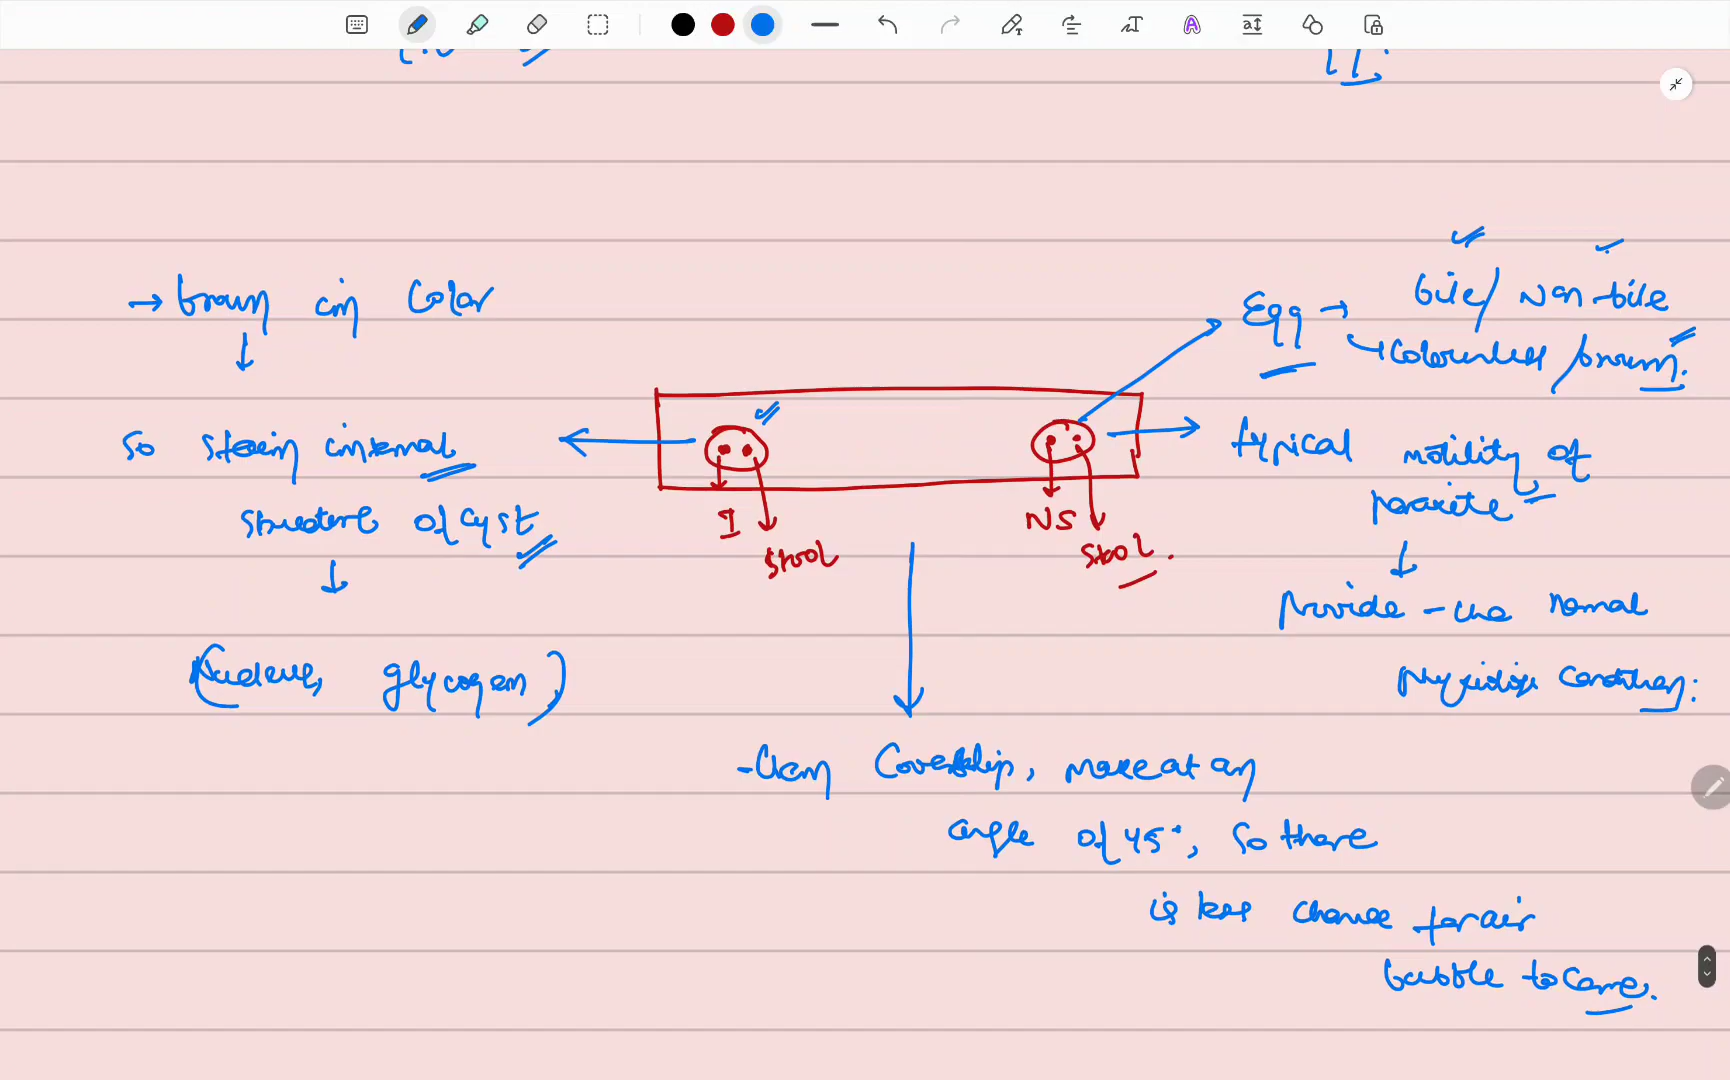 → brown in Color
↓
So stain internal
structure of Cyst
↓
(Nucleus, glycogen)
I
Stool
NS
Stool.
Egg → bile/ Non-bile
Colourless/brown.
typical motility of
parasite
↓
Provide the Normal
Condition.
then Coverslip, make at an
angle of 45°, So there
is less chance for air
bubble to Come.